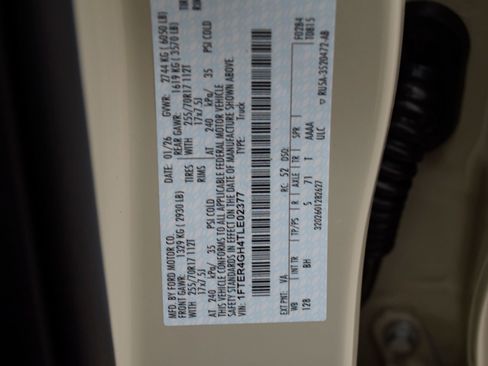 MFD. BY FORD MOTOR CO.
DATE: 01/26 GVWR: 2744 KG ( 6050 LB)
FRONT GAWR: 1329 KG ( 2930 LB) REAR GAWR: 1619 KG ( 3570 LB)
255/70R17 112T TIRES WITH 255/70R17 112T
17x7.5J RIMS 17x7.5J
AT 240 kPa/ 35 PSI COLD AT 240 kPa/ 35 PSI COLD
THIS VEHICLE CONFORMS TO ALL APPLICABLE FEDERAL MOTOR VEHICLE
SAFETY STANDARDS IN EFFECT ON THE DATE OF MANUFACTURE SHOWN ABOVE.
VIN: 1FTER4GH4TLE02377 TYPE: Truck
F0284
T0815
EXT PNT: VA RC: 52 DSO:
WB INT TR TP/PS R AXLE TR SPR
128 BH 5 71 T AAAA
ULC
3202601282627
▽ RU5A-3520472-AB